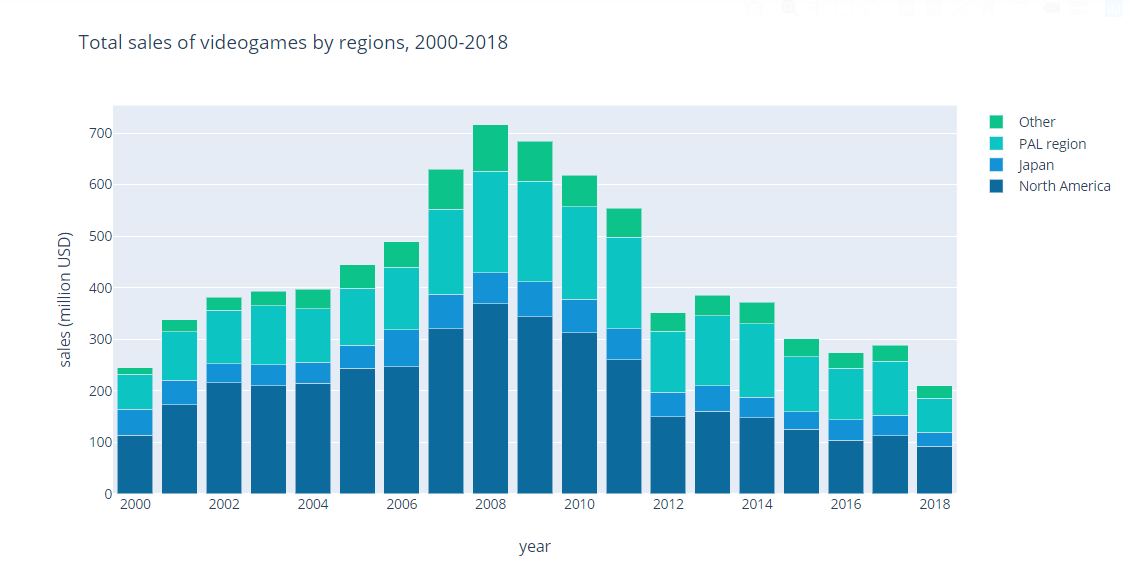 Total sales of videogames by regions, 2000-2018
Other
PAL region
Japan
North America
sales (million USD)
700
600
500
400
300
200
100
0
2000 2002 2004 2006 2008 2010 2012 2014 2016 2018
year